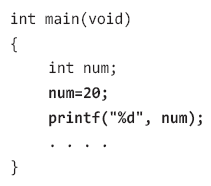 int main(void)
{
int num;
num=20;
printf("%d", num);
. . . .
}